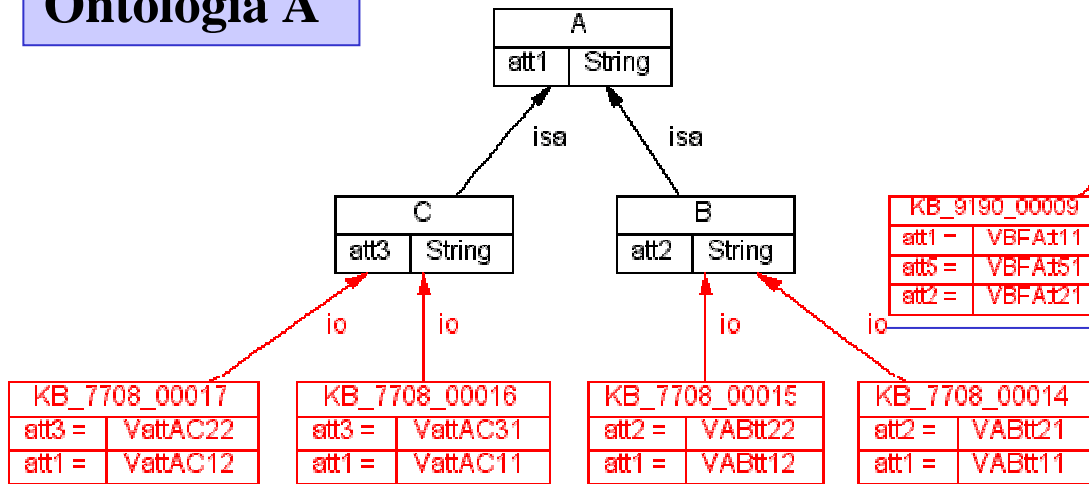 Ontología A
A
att1 String
isa isa
C
att3 String
B
att2 String
KB_9190_00009
att1 = VBFAtt11
att5 = VBFAtt51
att2 = VBFAtt21
io io io io
KB_7708_00017
att3 = VattAC22
att1 = VattAC12
KB_7708_00016
att3 = VattAC31
att1 = VattAC11
KB_7708_00015
att2 = VABtt22
att1 = VABtt12
KB_7708_00014
att2 = VABtt21
att1 = VABtt11